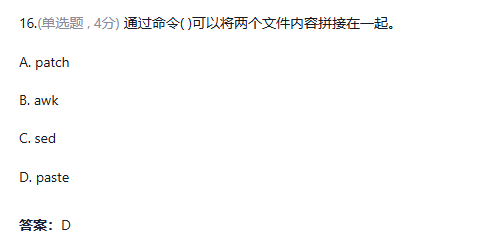 16.(单选题 , 4分) 通过命令( )可以将两个文件内容拼接在一起。
A. patch
B. awk
C. sed
D. paste
答案：D